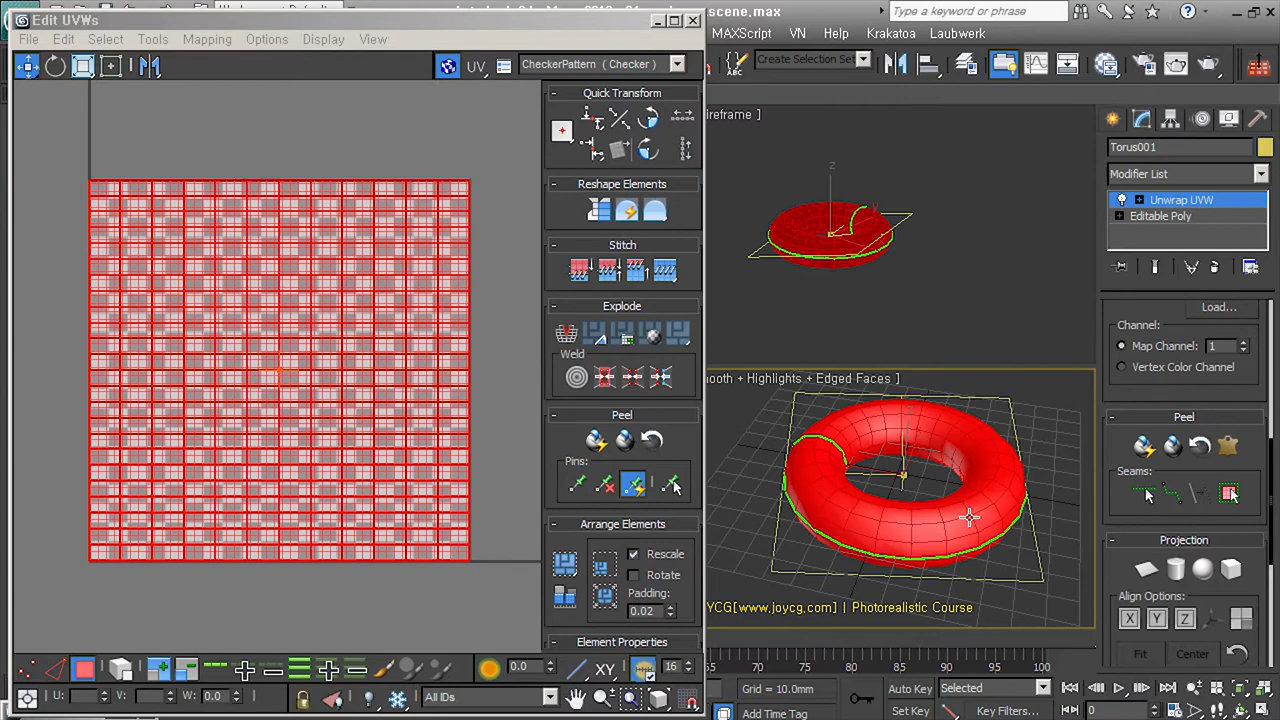 Edit UVWs
scene.max
Type a keyword or phrase
File Edit Select Tools Mapping Options Display View
MAXScript VN Help Krakatoa Laubwerk
UV
CheckerPattern ( Checker )
Create Selection Set
ABC
Quick Transform
ireframe ]
z
Torus001
Modifier List
Reshape Elements
Unwrap UVW
Editable Poly
Stitch
Explode
Load...
Channel:
Map Channel: 1
Vertex Color Channel
Weld
mooth + Highlights + Edged Faces ]
Peel
Peel
Pins:
Seams:
Arrange Elements
Rescale
Rotate
Padding:
0.02
Projection
Align Options:
X Y Z
YCG[www.joycg.com] | Photorealistic Course
Element Properties
Fit Center
0.0
XY
16
65 70 75 80 85 90 95 100
U:
V:
W: 0.0
All IDs
Grid = 10.0mm
Add Time Tag
Auto Key
Selected
Set Key
Key Filters...
0